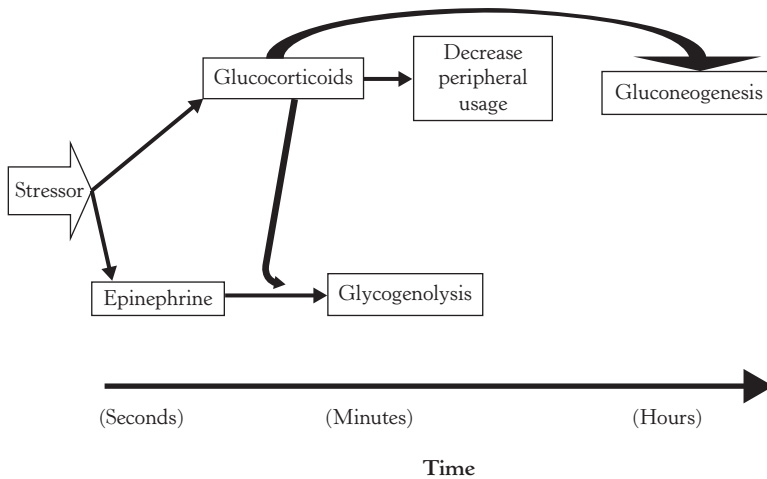 Glucocorticoids
Decrease
peripheral
usage
Gluconeogenesis
Stressor
Epinephrine
Glycogenolysis
(Seconds)
(Minutes)
(Hours)
Time